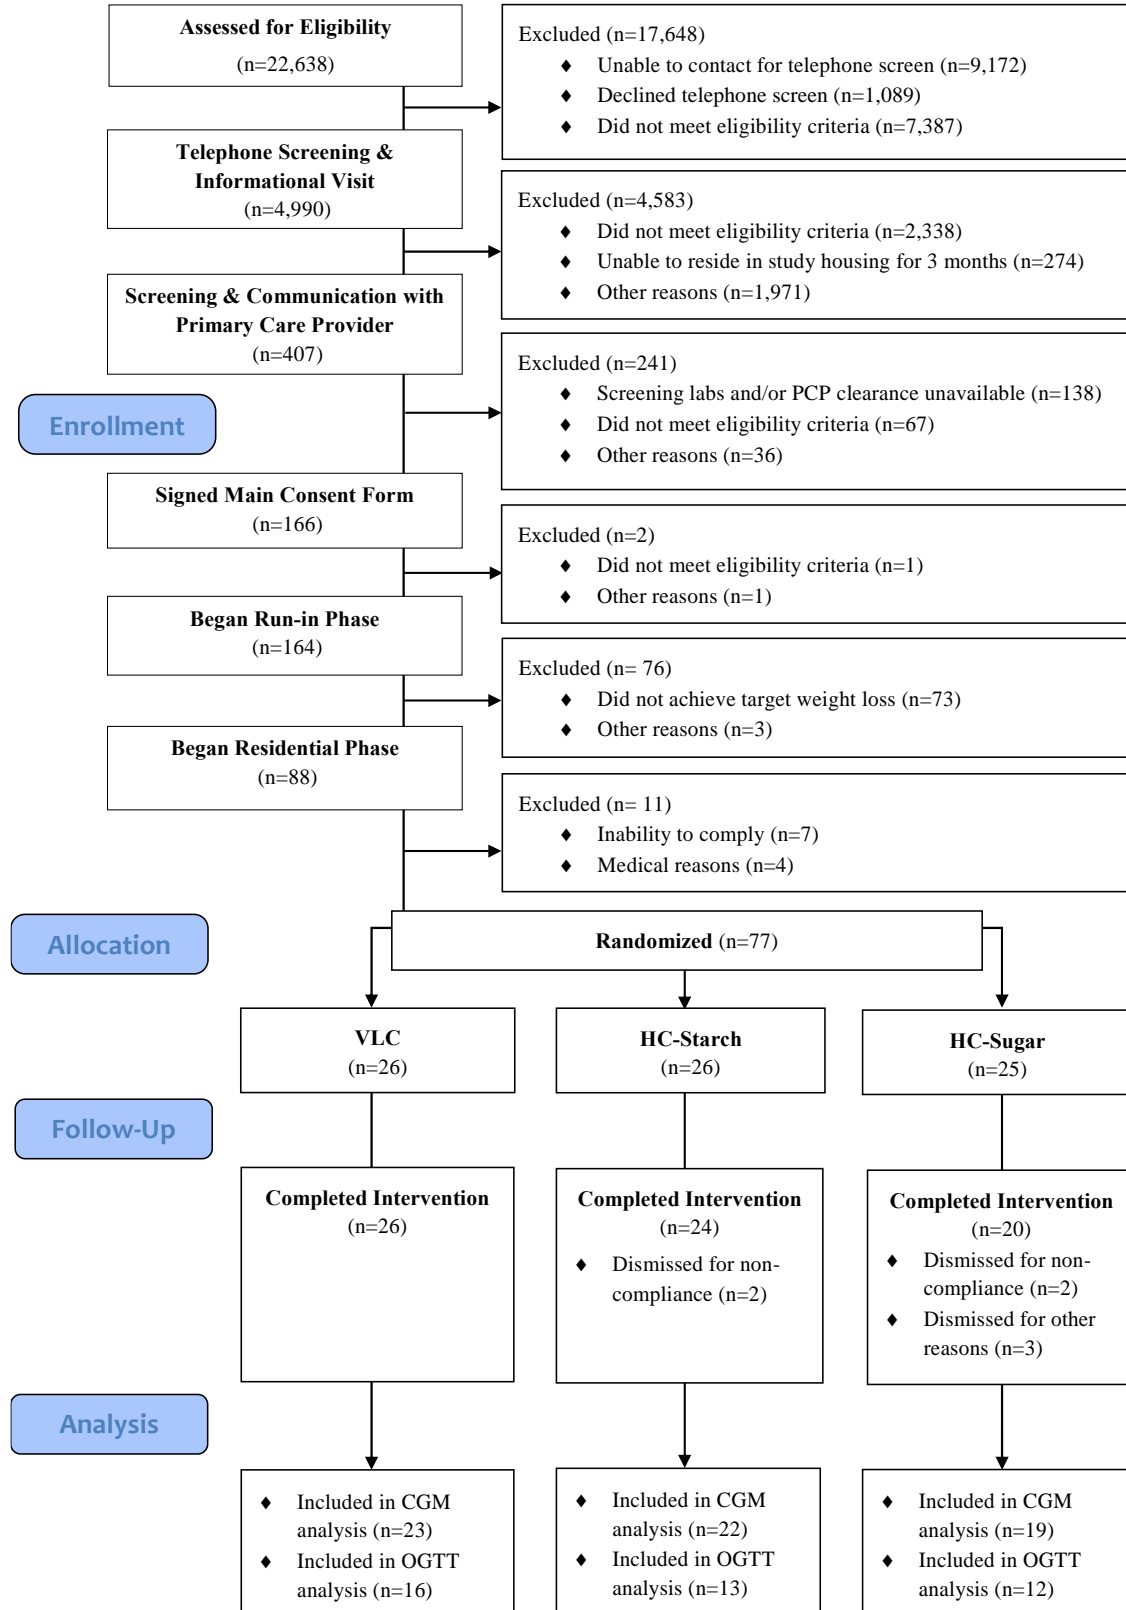 Assessed for Eligibility
(n=22,638)
Excluded (n=17,648)
♦ Unable to contact for telephone screen (n=9,172)
♦ Declined telephone screen (n=1,089)
♦ Did not meet eligibility criteria (n=7,387)
Telephone Screening &
Informational Visit
(n=4,990)
Excluded (n=4,583)
♦ Did not meet eligibility criteria (n=2,338)
♦ Unable to reside in study housing for 3 months (n=274)
♦ Other reasons (n=1,971)
Screening & Communication with
Primary Care Provider
(n=407)
Excluded (n=241)
♦ Screening labs and/or PCP clearance unavailable (n=138)
♦ Did not meet eligibility criteria (n=67)
♦ Other reasons (n=36)
Enrollment
Signed Main Consent Form
(n=166)
Excluded (n=2)
♦ Did not meet eligibility criteria (n=1)
♦ Other reasons (n=1)
Began Run-in Phase
(n=164)
Excluded (n= 76)
♦ Did not achieve target weight loss (n=73)
♦ Other reasons (n=3)
Began Residential Phase
(n=88)
Excluded (n= 11)
♦ Inability to comply (n=7)
♦ Medical reasons (n=4)
Allocation
Randomized (n=77)
VLC
(n=26)
HC-Starch
(n=26)
HC-Sugar
(n=25)
Follow-Up
Completed Intervention
(n=26)
Completed Intervention
(n=24)
♦ Dismissed for non-
compliance (n=2)
Completed Intervention
(n=20)
♦ Dismissed for non-
compliance (n=2)
♦ Dismissed for other
reasons (n=3)
Analysis
♦ Included in CGM
analysis (n=23)
♦ Included in OGTT
analysis (n=16)
♦ Included in CGM
analysis (n=22)
♦ Included in OGTT
analysis (n=13)
♦ Included in CGM
analysis (n=19)
♦ Included in OGTT
analysis (n=12)